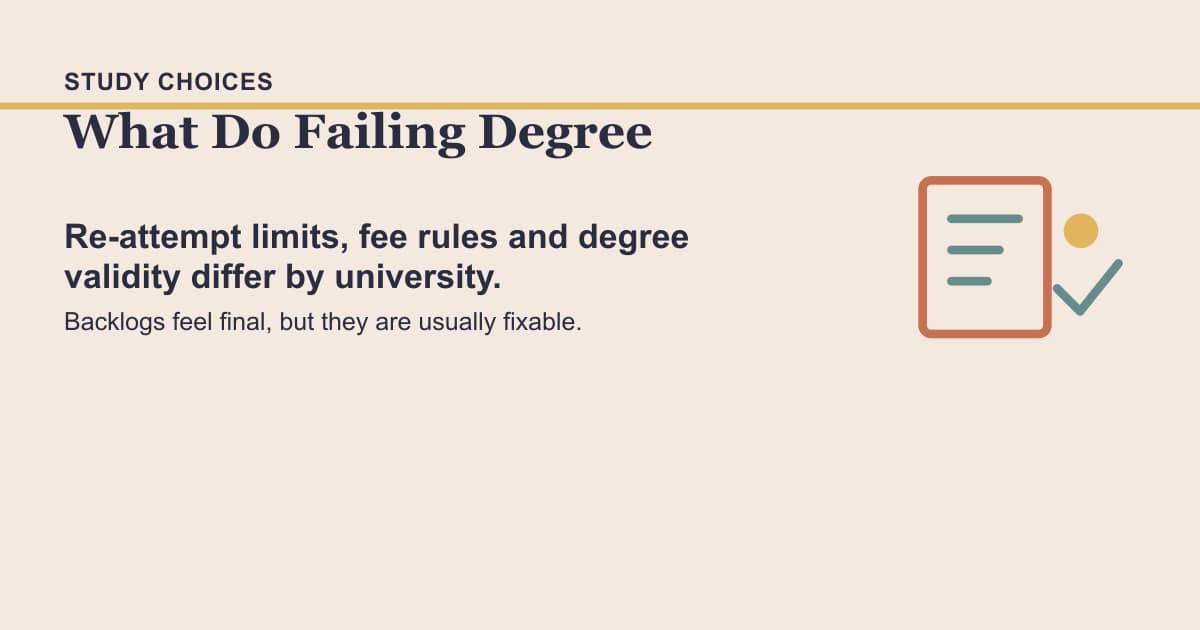 STUDY CHOICES
What Do Failing Degree
Re-attempt limits, fee rules and degree
validity differ by university.
Backlogs feel final, but they are usually fixable.